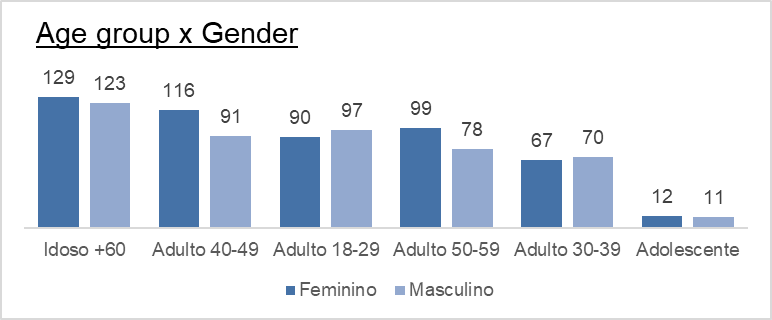 Age group x Gender
129 123 116 91 90 97 99 78 67 70 12 11
Idoso +60 Adulto 40-49 Adulto 18-29 Adulto 50-59 Adulto 30-39 Adolescente
Feminino Masculino